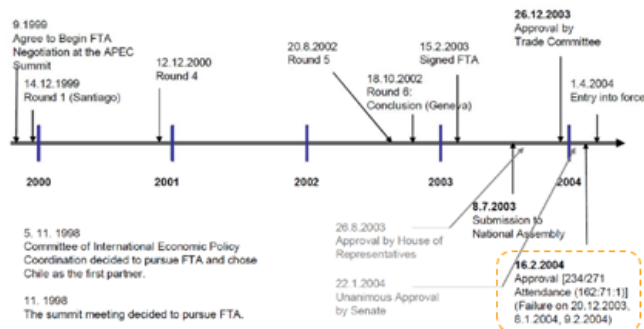 9.1999
Agree to Begin FTA
Negotiation at the APEC
Summit
14.12.1999
Round 1 (Santiago)
12.12.2000
Round 4
20.8.2002
Round 5
18.10.2002
Round 6:
Conclusion (Geneva)
15.2.2003
Signed FTA
26.12.2003
Approval by
Trade Committee
1.4.2004
Entry into force
2000
2001
2002
2003
2004
8.7.2003
Submission to
National Assembly
26.8.2003
Approval by House of
Representatives
22.1.2004
Unanimous Approval
by Senate
16.2.2004
Approval [234/271
Attendance (162:71:1)]
(Failure on 20.12.2003,
8.1.2004, 9.2.2004)
5. 11. 1998
Committee of International Economic Policy
Coordination decided to pursue FTA and chose
Chile as the first partner.
11. 1998
The summit meeting decided to pursue FTA.